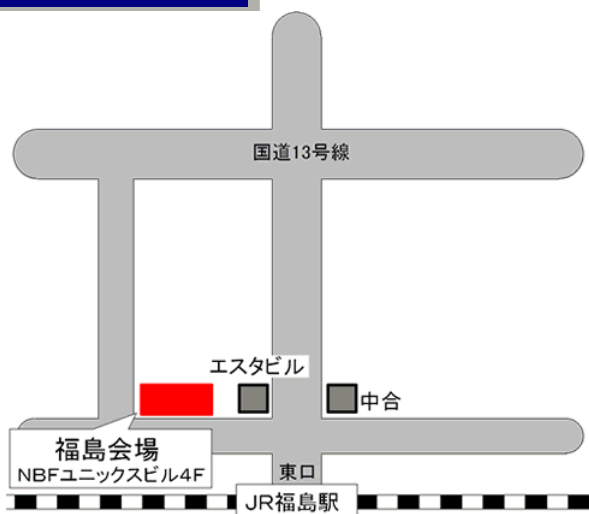 国道13号線
エスタビル
中合
福島会場
NBFユニックスビル4F
東口
JR福島駅